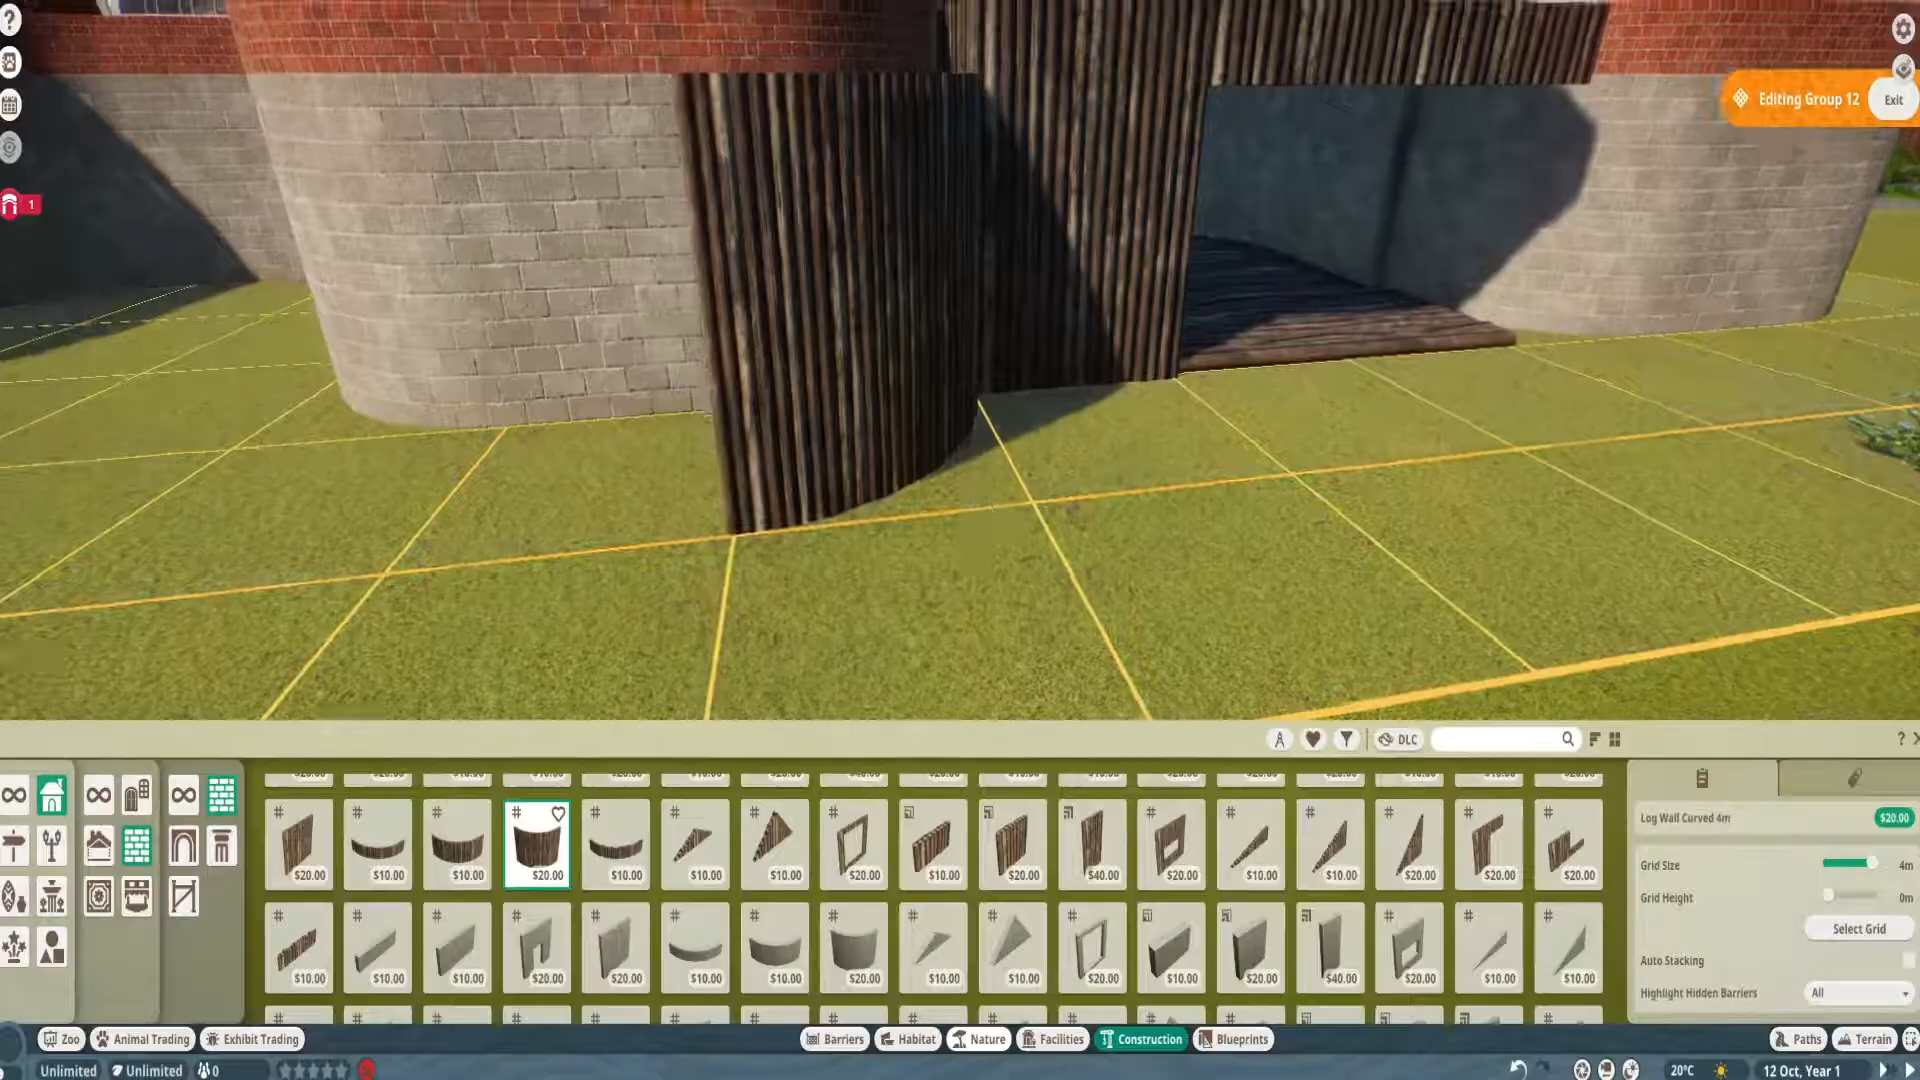 Editing Group 12
Exit
1
DLC
$20.00
$10.00
$10.00
$20.00
$10.00
$10.00
$10.00
$20.00
$10.00
$20.00
$40.00
$20.00
$10.00
$10.00
$20.00
$20.00
$20.00
$10.00
$10.00
$10.00
$20.00
$20.00
$10.00
$10.00
$20.00
$10.00
$10.00
$20.00
$10.00
$20.00
$40.00
$20.00
$10.00
$10.00
Log Wall Curved 4m
$20.00
Grid Size
4m
Grid Height
0m
Select Grid
Auto Stacking
Highlight Hidden Barriers
All
Zoo
Animal Trading
Exhibit Trading
Barriers
Habitat
Nature
Facilities
Construction
Blueprints
Paths
Terrain
Unlimited
Unlimited
0
20°C
12 Oct, Year 1